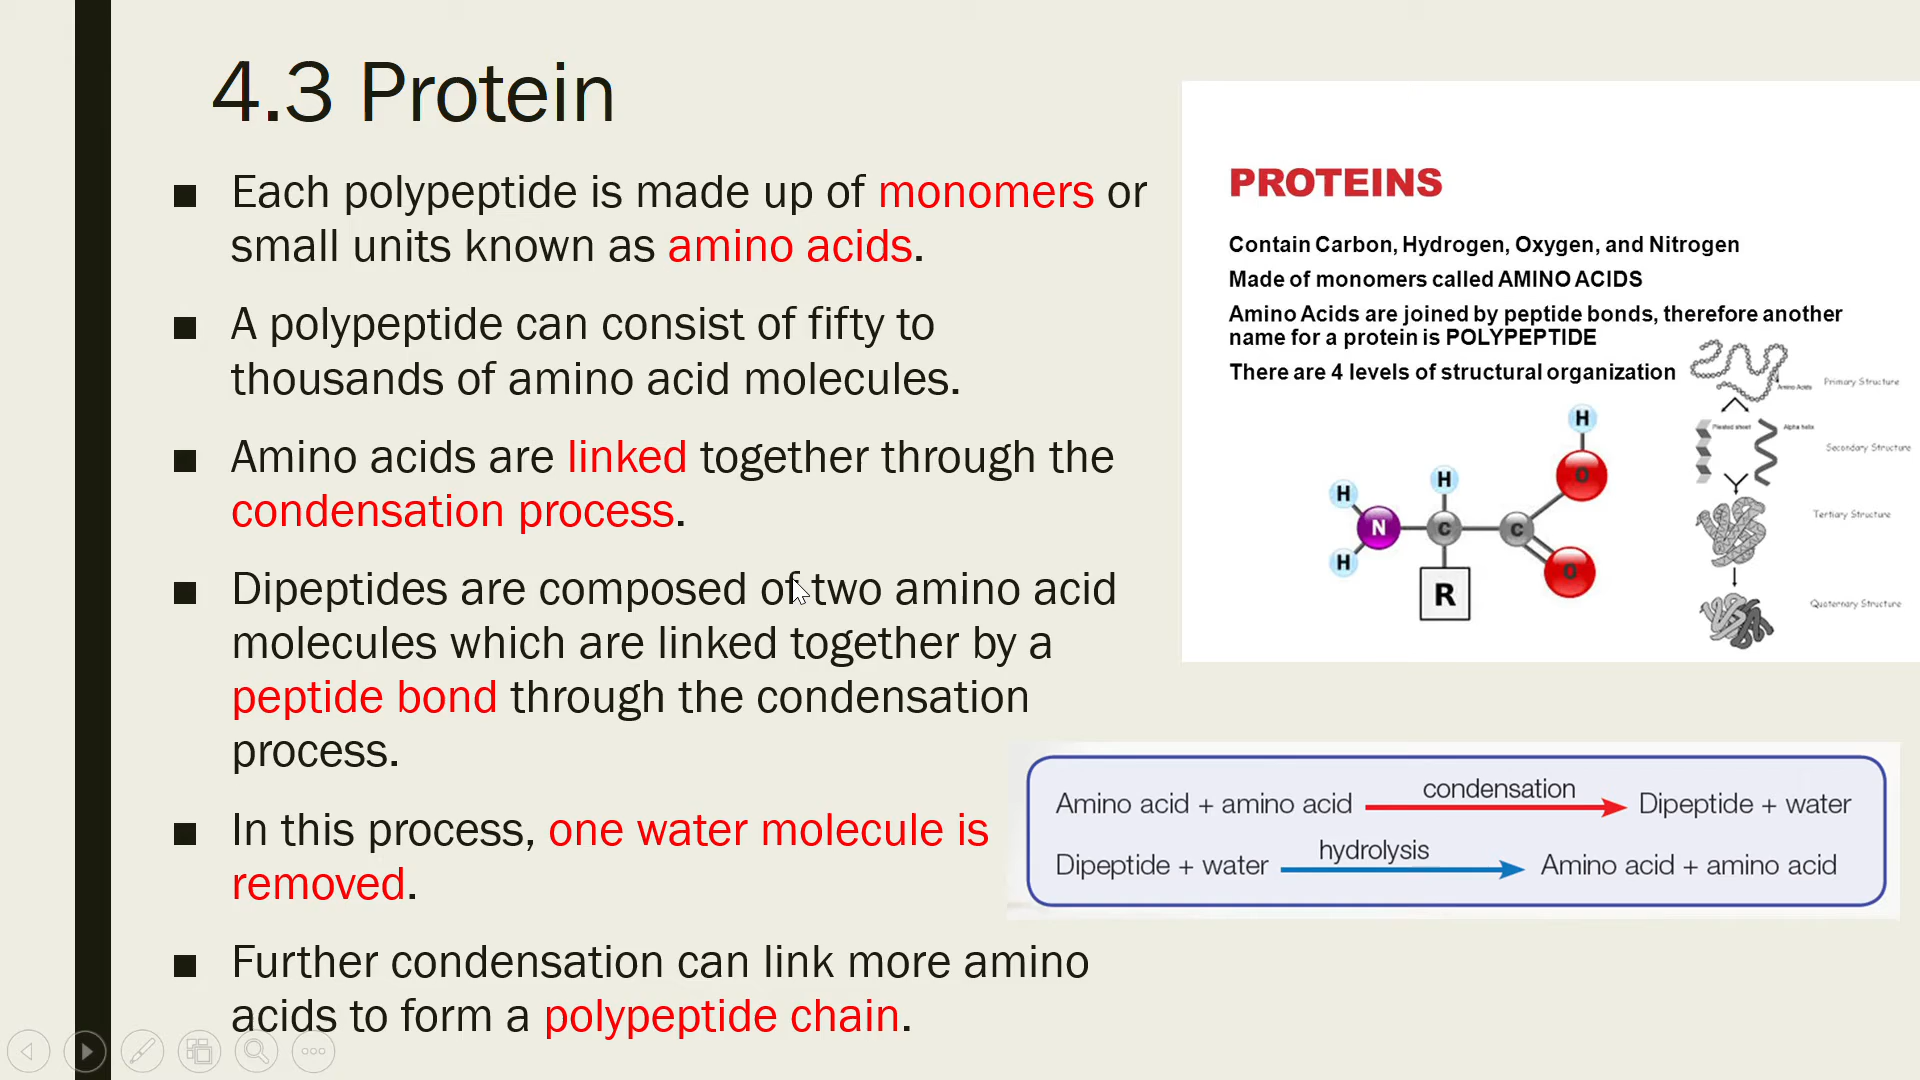 4.3 Protein
■ Each polypeptide is made up of monomers or
small units known as amino acids.
■ A polypeptide can consist of fifty to
thousands of amino acid molecules.
■ Amino acids are linked together through the
condensation process.
■ Dipeptides are composed of two amino acid
molecules which are linked together by a
peptide bond through the condensation
process.
■ In this process, one water molecule is
removed.
■ Further condensation can link more amino
acids to form a polypeptide chain.
PROTEINS
Contain Carbon, Hydrogen, Oxygen, and Nitrogen
Made of monomers called AMINO ACIDS
Amino Acids are joined by peptide bonds, therefore another
name for a protein is POLYPEPTIDE
There are 4 levels of structural organization
H
O
H
H
N
C
C
H
O
R
Amino Acids
Primary Structure
Pleated sheet
Alpha helix
Secondary Structure
Tertiary Structure
Quaternary Structure
condensation
Amino acid + amino acid
Dipeptide + water
hydrolysis
Dipeptide + water
Amino acid + amino acid